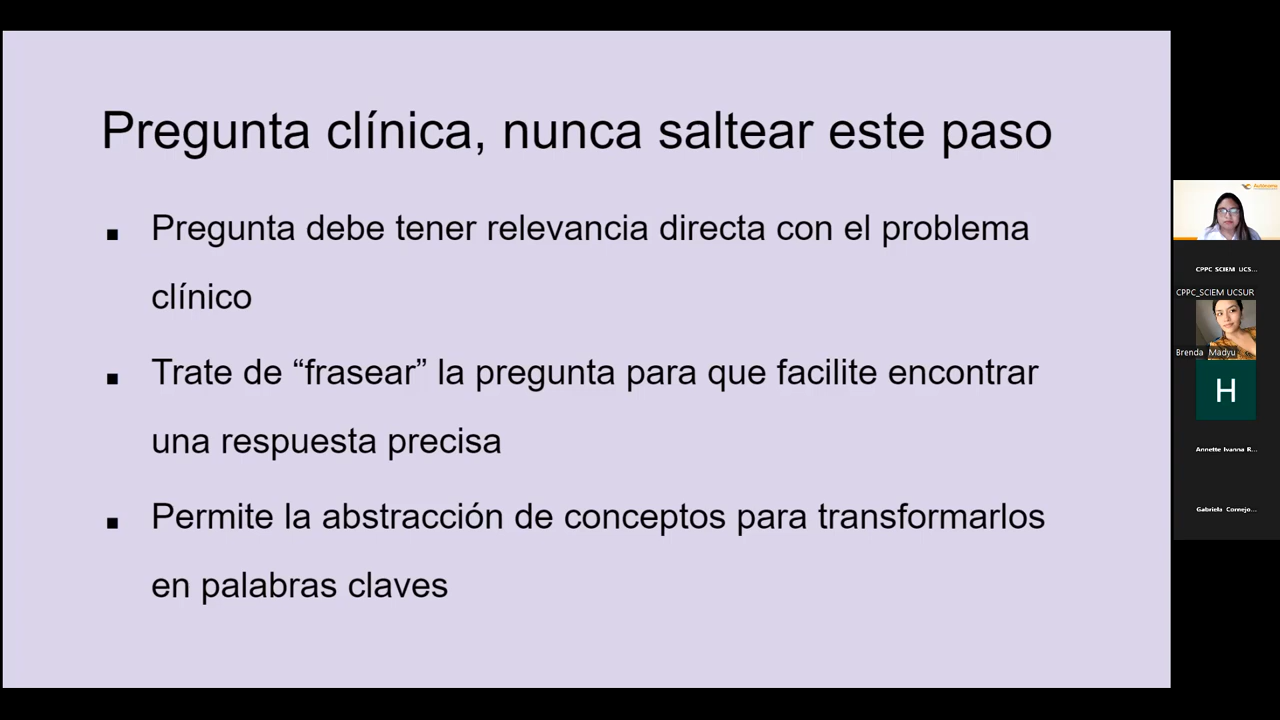 Pregunta clínica, nunca saltear este paso
▪ Pregunta debe tener relevancia directa con el problema
clínico
▪ Trate de “frasear” la pregunta para que facilite encontrar
una respuesta precisa
▪ Permite la abstracción de conceptos para transformarlos
en palabras claves
Autónoma
CPPC SCIEM UCS...
CPPC_SCIEM UCSUR
Brenda Madyu
H
Annette Ivanna R...
Gabriela Cornejo...